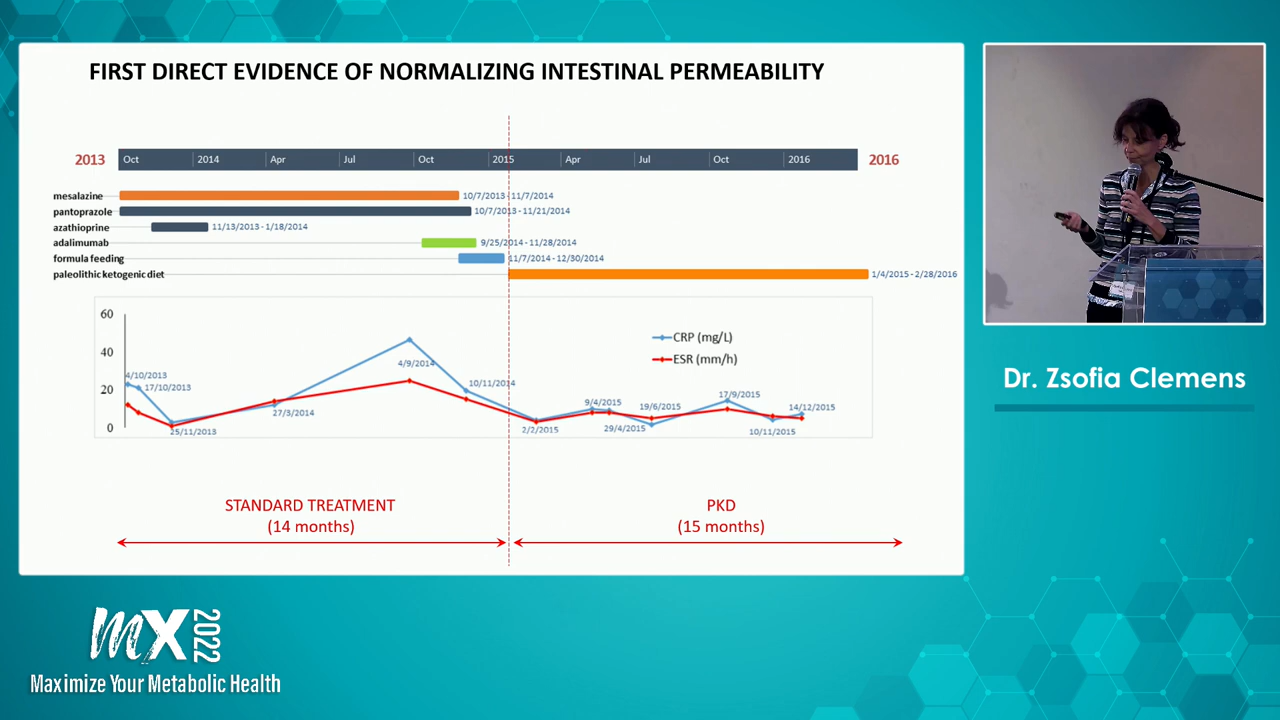 FIRST DIRECT EVIDENCE OF NORMALIZING INTESTINAL PERMEABILITY
2013 Oct 2014 Apr Jul Oct 2015 Apr Jul Oct 2016 2016
mesalazine 10/7/2013 - 11/7/2014
pantoprazole 10/7/2013 - 11/21/2014
azathioprine 11/13/2013 - 1/18/2014
adalimumab 9/25/2014 - 11/28/2014
formula feeding 11/7/2014 - 12/30/2014
paleolithic ketogenic diet 1/4/2015 - 2/28/2016
60
40
20
0
CRP (mg/L)
ESR (mm/h)
4/10/2013
17/10/2013
25/11/2013
27/3/2014
4/9/2014
10/11/2014
2/2/2015
9/4/2015
29/4/2015
19/6/2015
17/9/2015
10/11/2015
14/12/2015
STANDARD TREATMENT
(14 months)
PKD
(15 months)
Dr. Zsofia Clemens
MX 2022
Maximize Your Metabolic Health